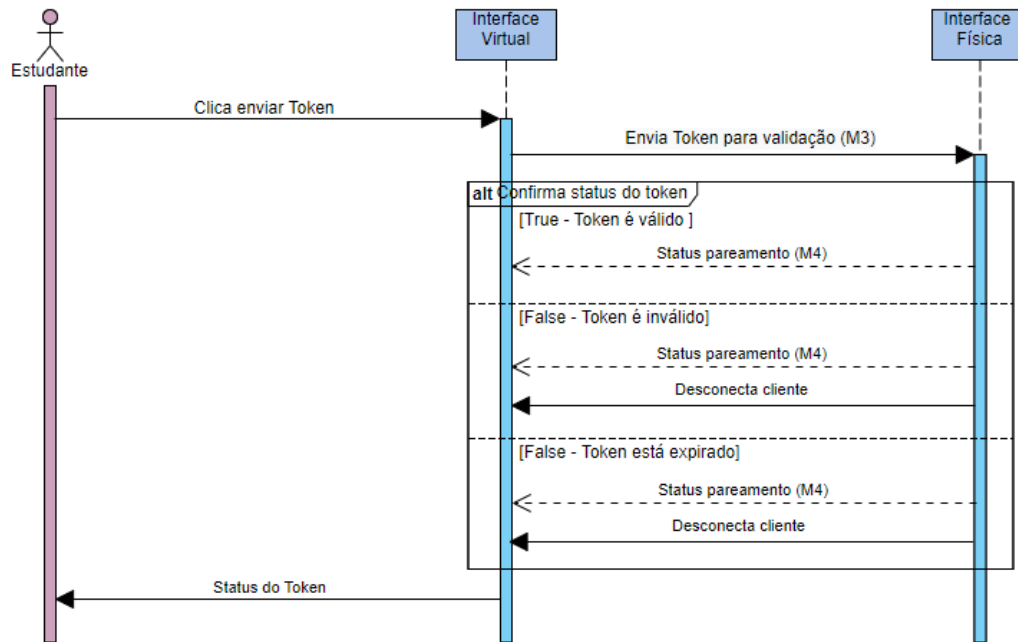 Estudante
Interface
Virtual
Interface
Física
Clica enviar Token
Envia Token para validação (M3)
alt Confirma status do token
[True - Token é válido ]
Status pareamento (M4)
[False - Token é inválido]
Status pareamento (M4)
Desconecta cliente
[False - Token está expirado]
Status pareamento (M4)
Desconecta cliente
Status do Token